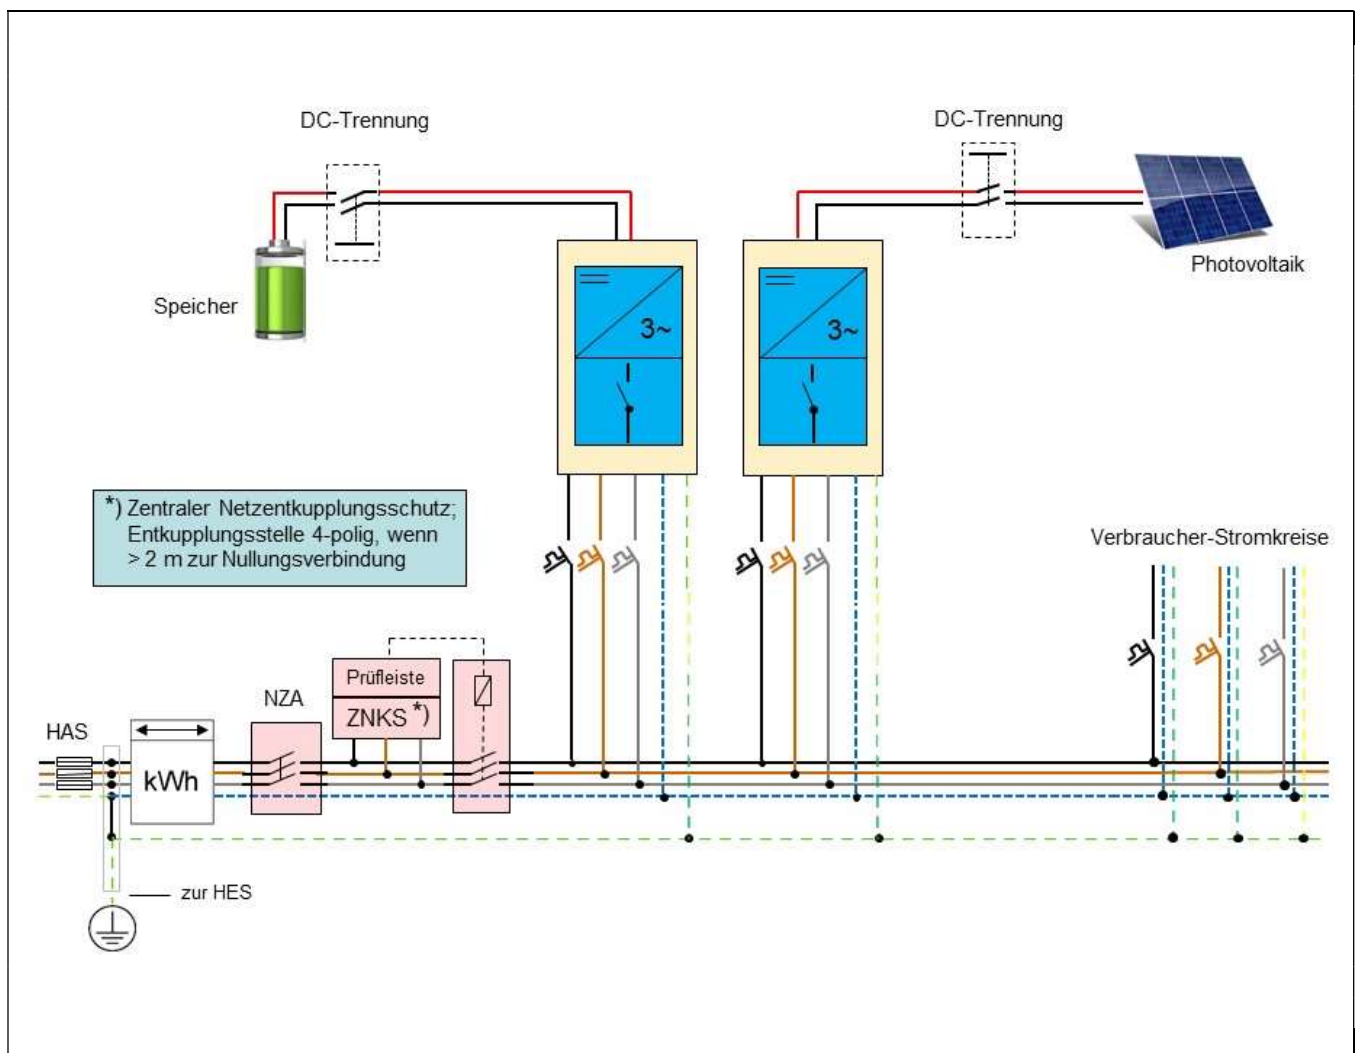 DC-Trennung
DC-Trennung
Photovoltaik
Speicher
3~
3~
*) Zentraler Netzentkupplungsschutz;
Entkupplungsstelle 4-polig, wenn
> 2 m zur Nullungsverbindung
Verbraucher-Stromkreise
Prüfleiste
NZA
ZNKS *)
HAS
kWh
zur HES